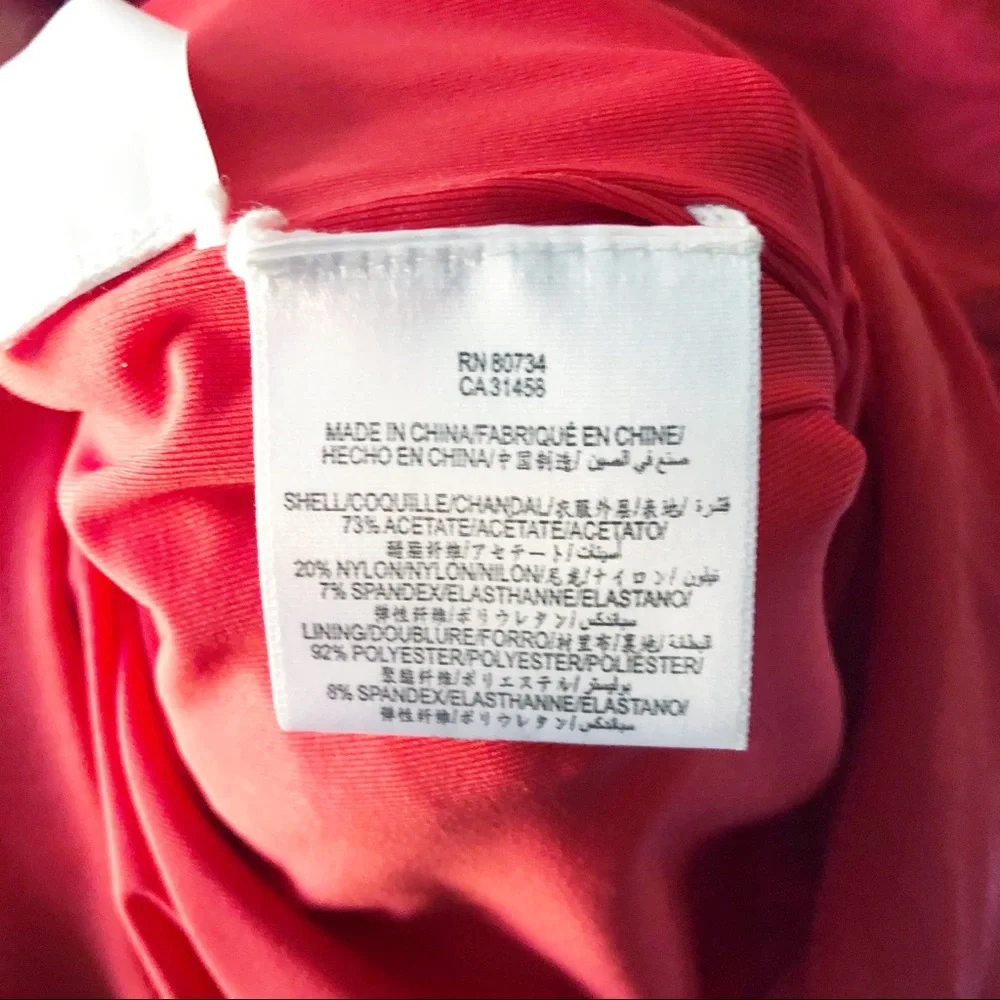 RN 80734
CA 31458
MADE IN CHINA/FABRIQUÉ EN CHINE/
HECHO EN CHINA/中国制造/ صنع في الصين
SHELL/COQUILLE/CHANDAL/衣服外层/表地/ قشرة
73% ACETATE/ACÉTATE/ACETATO/
醋酯纤维/アセテート/أسيتات
20% NYLON/NYLON/NILON/尼龙/ナイロン/ نيلون
7% SPANDEX/ELASTHANNE/ELASTANO/
弹性纤维/ポリウレタン/سباندكس
LINING/DOUBLURE/FORRO/衬里布/裏地/ البطانة
92% POLYESTER/POLYESTER/POLIESTER/
聚酯纤维/ポリエステル/ بوليستر
8% SPANDEX/ELASTHANNE/ELASTANO/
弹性纤维/ポリウレタン/سباندكس